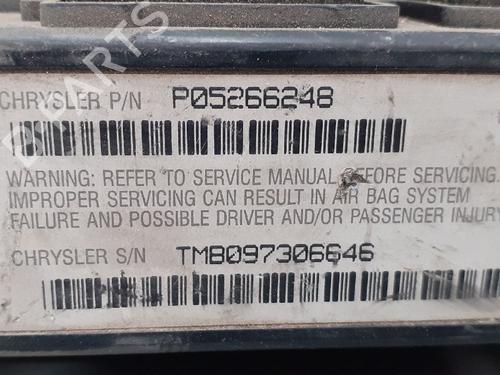 CHRYSLER P/N P05266248
WARNING: REFER TO SERVICE MANUAL BEFORE SERVICING.
IMPROPER SERVICING CAN RESULT IN AIR BAG SYSTEM
FAILURE AND POSSIBLE DRIVER AND/OR PASSENGER INJURY
CHRYSLER S/N TM8097306646